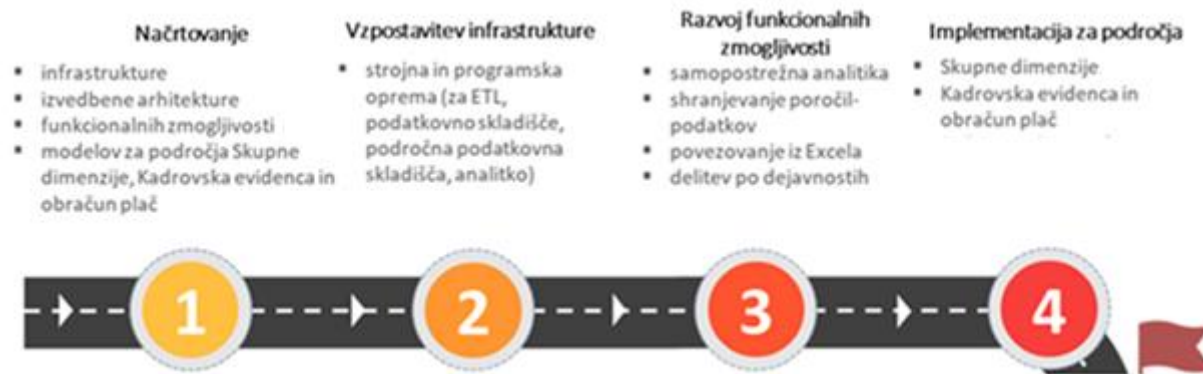 Načrtovanje
▪ infrastrukture
▪ izvedbene arhitekture
▪ funkcionalnih zmogljivosti
▪ modelov za področja Skupne
dimenzije, Kadrovska evidenca in
obračun plač
Vzpostavitev infrastrukture
▪ strojna in programska
oprema (za ETL,
podatkovno skladišče,
področna podatkovna
skladišča, analitko)
Razvoj funkcionalnih
zmogljivosti
▪ samopostrežna analitika
▪ shranjevanje poročil-
podatkov
▪ povezovanje iz Excela
▪ delitev po dejavnostih
Implementacija za področja
▪ Skupne dimenzije
▪ Kadrovska evidenca in
obračun plač
1
2
3
4